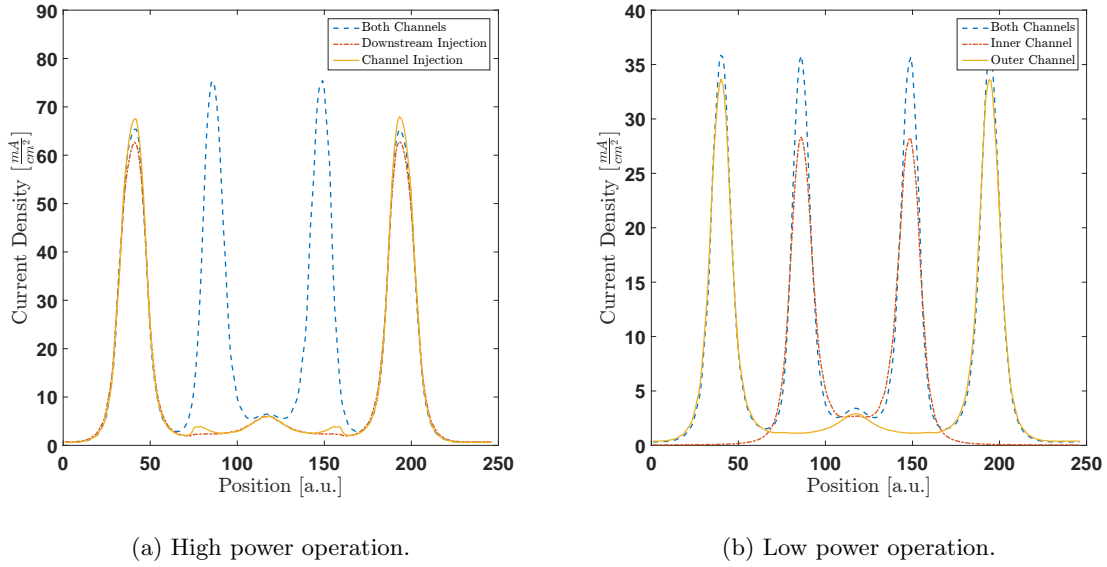 Both Channels
Downstream Injection
Channel Injection
90
80
70
60
50
40
30
20
10
0
Current Density [mA/cm²]
0 50 100 150 200 250
Position [a.u.]
(a) High power operation.
Both Channels
Inner Channel
Outer Channel
40
35
30
25
20
15
10
5
0
Current Density [mA/cm²]
0 50 100 150 200 250
Position [a.u.]
(b) Low power operation.